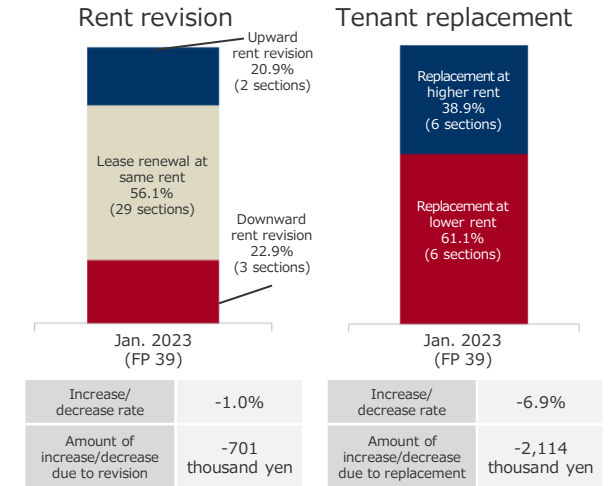 Rent revision
Upward
rent revision
20.9%
(2 sections)
Lease renewal at
same rent
56.1%
(29 sections)
Downward
rent revision
22.9%
(3 sections)
Jan. 2023
(FP 39)
Increase/
decrease rate
-1.0%
Amount of
increase/decrease
due to revision
-701
thousand yen
Tenant replacement
Replacement at
higher rent
38.9%
(6 sections)
Replacement at
lower rent
61.1%
(6 sections)
Jan. 2023
(FP 39)
Increase/
decrease rate
-6.9%
Amount of
increase/decrease
due to replacement
-2,114
thousand yen